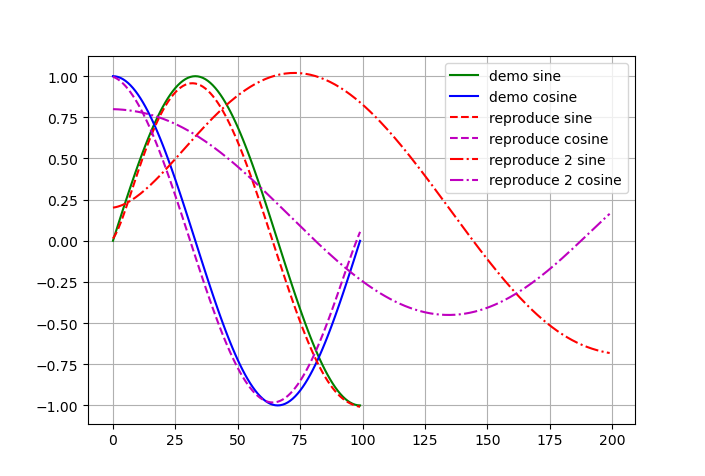 demo sine
demo cosine
reproduce sine
reproduce cosine
reproduce 2 sine
reproduce 2 cosine
1.00
0.75
0.50
0.25
0.00
−0.25
−0.50
−0.75
−1.00
0 25 50 75 100 125 150 175 200